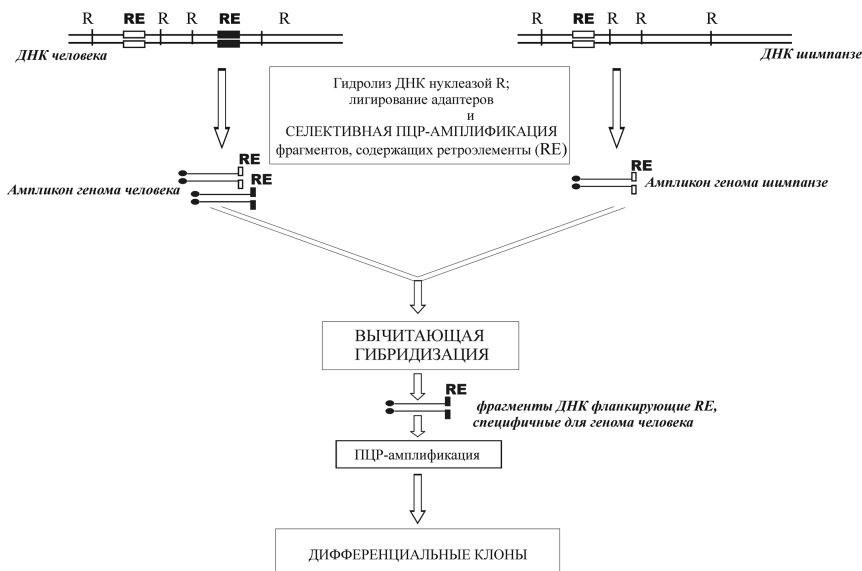 R RE R R RE R
R RE R R R
ДНК человека
ДНК шимпанзе
Гидролиз ДНК нуклеазой R;
лигирование адаптеров
и
СЕЛЕКТИВНАЯ ПЦР-АМПЛИФИКАЦИЯ
фрагментов, содержащих ретроэлементы (RE)
RE
RE
Ампликон генома человека
RE
Ампликон генома шимпанзе
ВЫЧИТАЮЩАЯ
ГИБРИДИЗАЦИЯ
RE
фрагменты ДНК фланкирующие RE,
специфичные для генома человека
ПЦР-амплификация
ДИФФЕРЕНЦИАЛЬНЫЕ КЛОНЫ